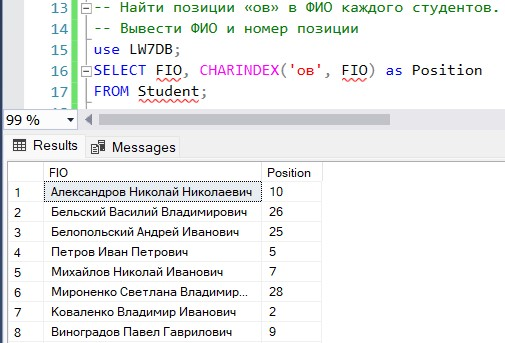 13 -- Найти позиции «ов» в ФИО каждого студентов.
14 -- Вывести ФИО и номер позиции
15 use LW7DB;
16 SELECT FIO, CHARINDEX('ов', FIO) as Position
17 FROM Student;
99 %
Results Messages
FIO Position
1 Александров Николай Николаевич 10
2 Бельский Василий Владимирович 26
3 Белопольский Андрей Иванович 25
4 Петров Иван Петрович 5
5 Михайлов Николай Иванович 7
6 Мироненко Светлана Владимир... 28
7 Коваленко Владимир Иванович 2
8 Виноградов Павел Гаврилович 9